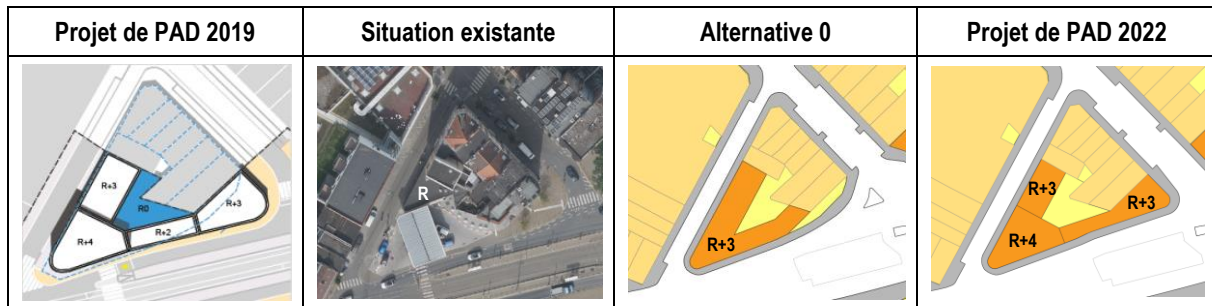 Projet de PAD 2019
Situation existante
Alternative 0
Projet de PAD 2022
R+3
R0
R+3
R+4
R+2
R
R+3
R+3
R+3
R+4